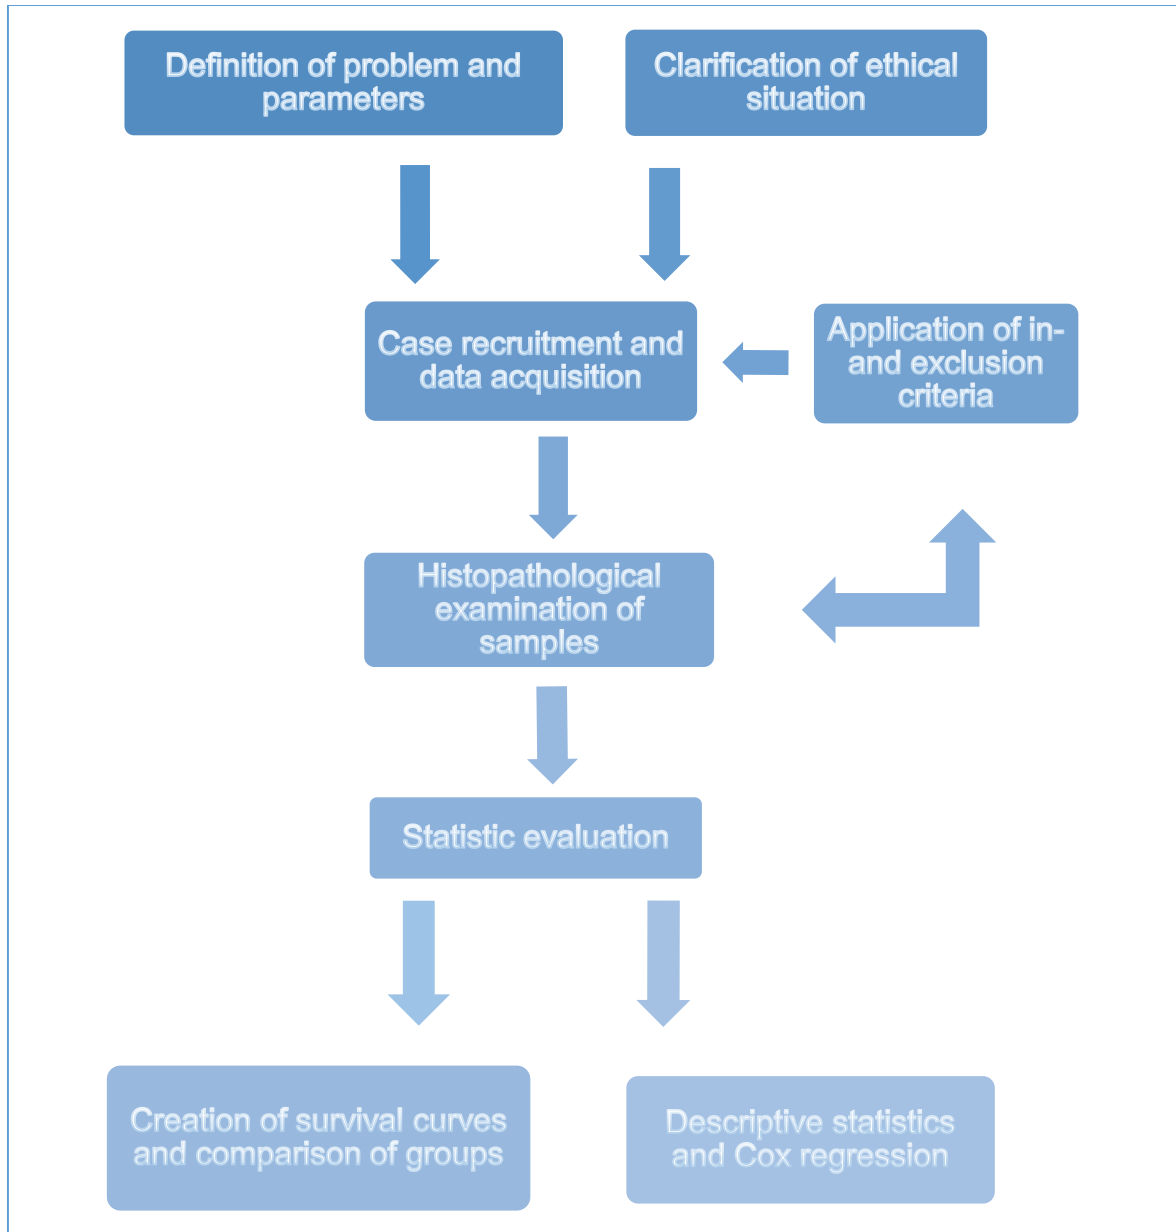 Definition of problem and
parameters
Clarification of ethical
situation
Case recruitment and
data acquisition
Application of in-
and exclusion
criteria
Histopathological
examination of
samples
Statistic evaluation
Creation of survival curves
and comparison of groups
Descriptive statistics
and Cox regression